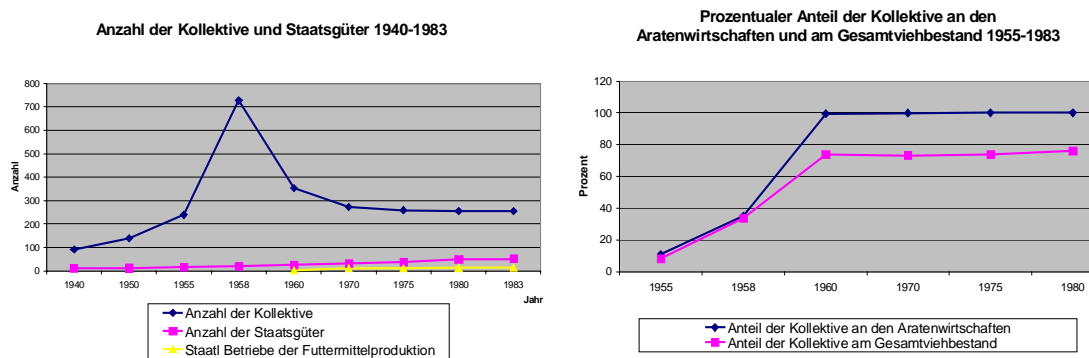 Anzahl der Kollektive und Staatsgüter 1940-1983
800
700
600
500
400
300
200
100
0
Anzahl
1940 1950 1955 1958 1960 1970 1975 1980 1983
Jahr
Anzahl der Kollektive
Anzahl der Staatsgüter
Staatl Betriebe der Futtermittelproduktion
Prozentualer Anteil der Kollektive an den
Aratenwirtschaften und am Gesamtviehbestand 1955-1983
120
100
80
60
40
20
0
Prozent
1955 1958 1960 1970 1975 1980
Anteil der Kollektive an den Aratenwirtschaften
Anteil der Kollektive am Gesamtviehbestand